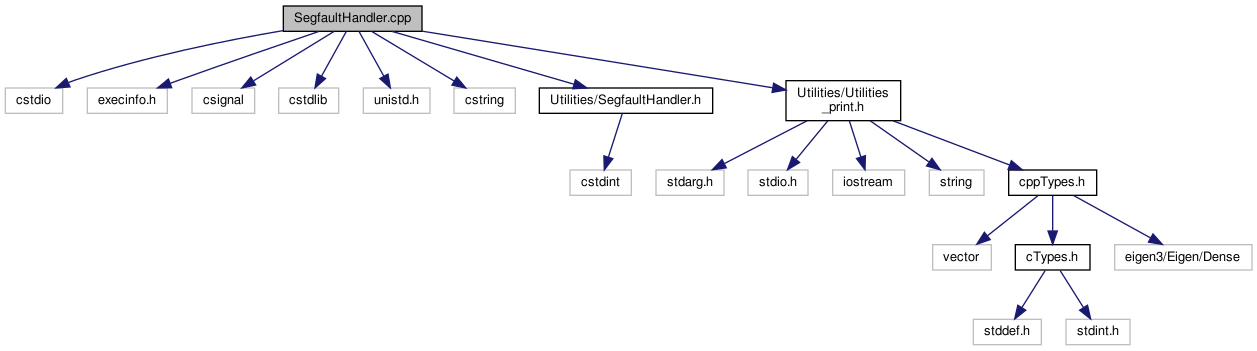 SegfaultHandler.cpp
cstdio
execinfo.h
csignal
cstdlib
unistd.h
cstring
Utilities/SegfaultHandler.h
Utilities/Utilities
_print.h
cstdint
stdarg.h
stdio.h
iostream
string
cppTypes.h
vector
cTypes.h
eigen3/Eigen/Dense
stddef.h
stdint.h